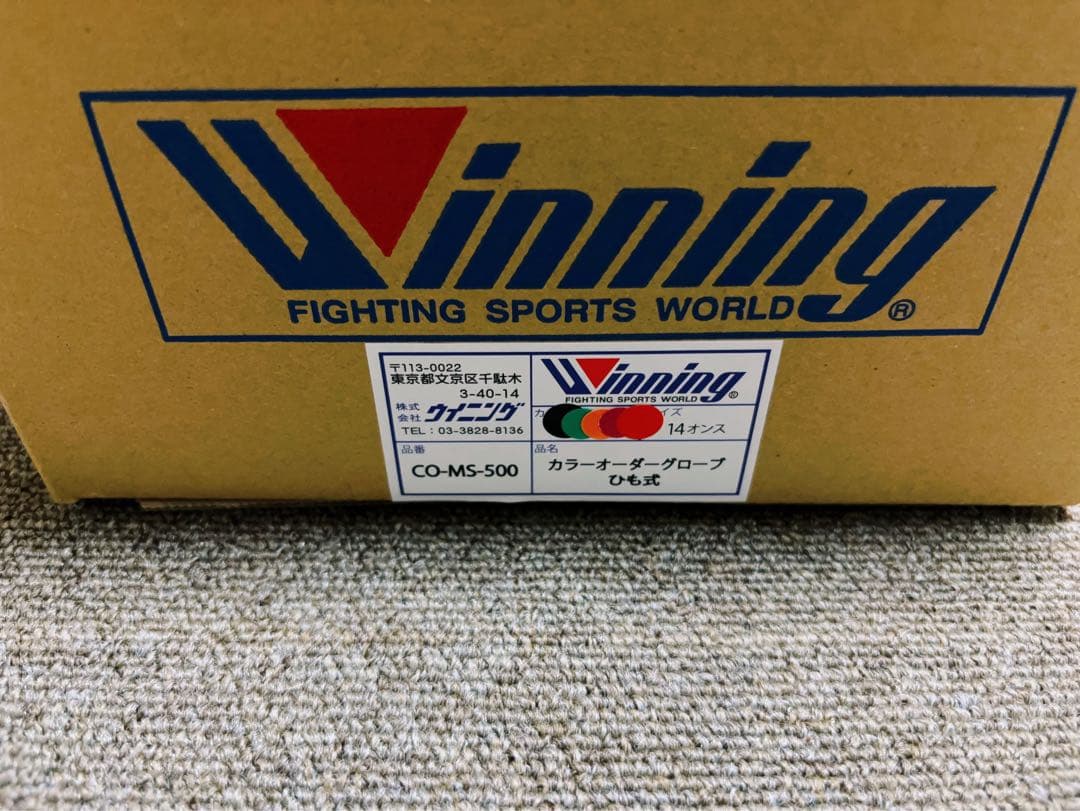 Winning
FIGHTING SPORTS WORLD®
〒113-0022
東京都文京区千駄木
3-40-14
株式会社 ウイニング
TEL：03-3828-8136
Winning
FIGHTING SPORTS WORLD®
カ
イズ
14オンス
品番
CO-MS-500
品名
カラーオーダーグローブ
ひも式